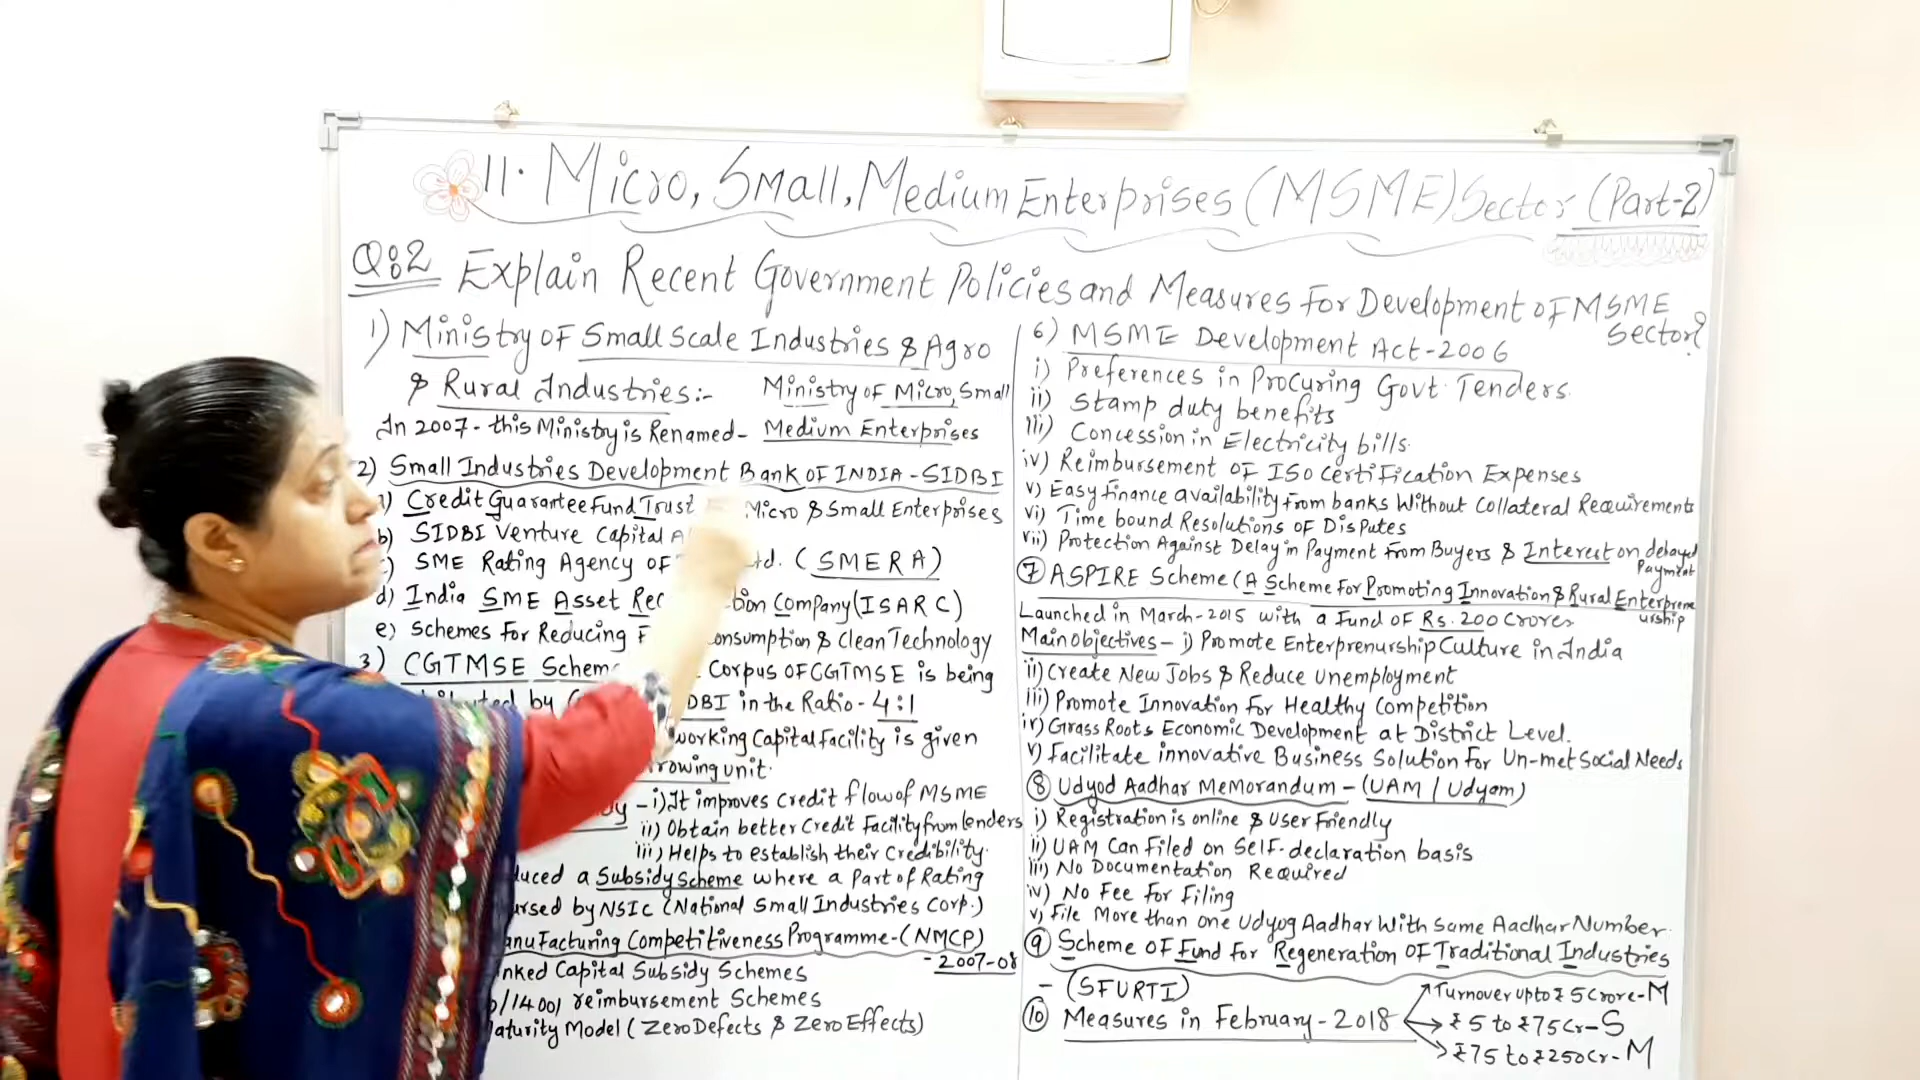 11. Micro, Small, Medium Enterprises (MSME) Sector (Part-2)
Q:2 Explain Recent Government Policies and Measures For Development of MSME
Sector?
1) Ministry of Small Scale Industries & Agro
& Rural Industries:-
Ministry of Micro, Small
In 2007- this Ministry is Renamed- Medium Enterprises
2) Small Industries Development Bank of INDIA - SIDBI
Credit Guarantee Fund Trust Micro & Small Enterprises
b) SIDBI Venture Capital
SME Rating Agency of Ltd. (SMERA)
d) India SME Asset Company (ISARC)
e) Schemes For Reducing & Clean Technology
3) CGTMSE Corpus of CGTMSE is being
by in the Ratio - 4:1
working Capital facility is given
unit.
- i) It improves Credit flow of MSME
ii) Obtain better Credit Facility from lenders
iii) Helps to establish their Credibility.
a Subsidy Scheme where a Part of Rating
by NSIC (National Small Industries Corp.)
Competitiveness Programme - (NMCP)
- 2007-08
Capital Subsidy Schemes
/14001 reimbursement Schemes
Model (Zero Defects & Zero Effects)
6) MSME Development Act-2006
i) Preferences in Procuring Govt. Tenders.
ii) Stamp duty benefits
iii) Concession in Electricity bills.
iv) Reimbursement of ISO Certification Expenses
v) Easy finance availability from banks Without Collateral Requirements
vi) Time bound Resolutions of Disputes
vii) Protection Against Delay in Payment From Buyers & Interest on delayed
Payment
7 ASPIRE Scheme (A Scheme For Promoting Innovation & Rural Entrepreneurship
Launched in March-2015 with a Fund of Rs. 200 Crores
Main objectives - i) Promote Enterprenurship Culture in India
ii) Create New Jobs & Reduce Unemployment
iii) Promote Innovation For Healthy Competition
iv) Grass Roots Economic Development at District Level.
v) Facilitate innovative Business Solution For Un-met Social Needs
8 Udyod Aadhar Memorandum - (UAM / Udyam)
i) Registration is online & User Friendly
ii) UAM Can Filed on Self-declaration basis
iii) No Documentation Required
iv) No Fee For Filing
v) File More than one Udyog Aadhar With Same Aadhar Number.
9 Scheme of Fund for Regeneration of Traditional Industries
- (SFURTI)
10 Measures in February-2018
Turnover upto ₹ 5 Crore - M
₹ 5 to ₹75 Cr - S
₹75 to ₹250 Cr - M